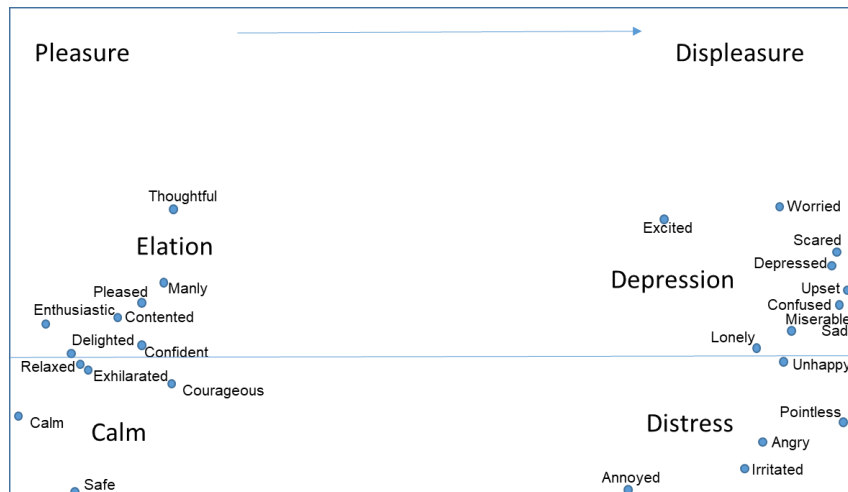 Pleasure
Displeasure
Thoughtful
Worried
Excited
Elation
Scared
Depressed
Depression
Manly
Pleased
Upset
Enthusiastic
Contented
Confused
Miserable
Sad
Lonely
Delighted
Confident
Relaxed
Exhilarated
Unhappy
Courageous
Calm
Calm
Distress
Pointless
Angry
Irritated
Annoyed
Safe